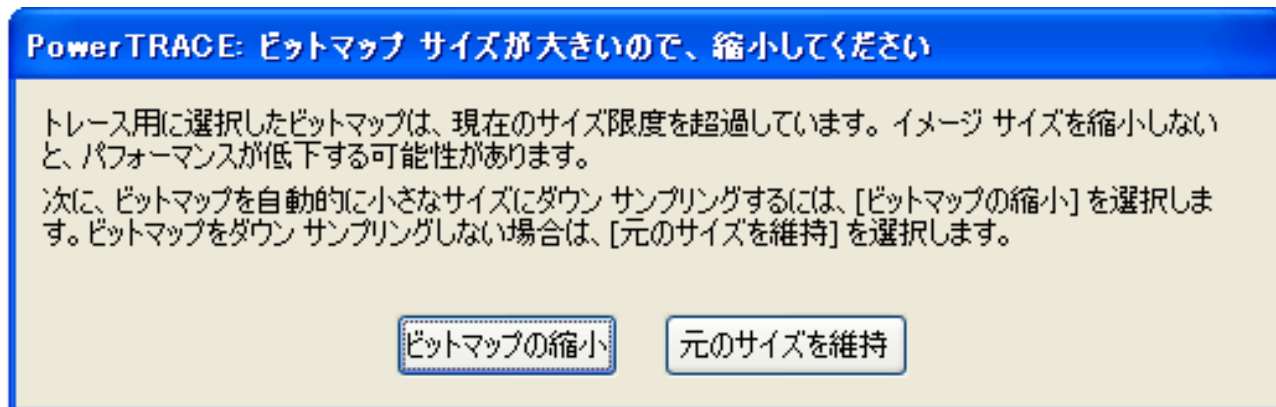 PowerTRACE: ビットマップ サイズが大きいので、縮小してください
トレース用に選択したビットマップは、現在のサイズ限度を超過しています。イメージ サイズを縮小しない
と、パフォーマンスが低下する可能性があります。
次に、ビットマップを自動的に小さなサイズにダウン サンプリングするには、[ビットマップの縮小] を選択しま
す。ビットマップをダウン サンプリングしない場合は、[元のサイズを維持] を選択します。
ビットマップの縮小
元のサイズを維持